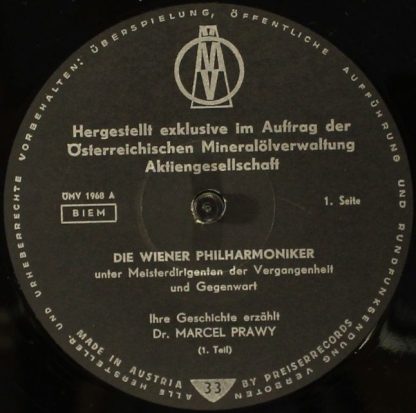 ALLE HERSTELLER- UND URHEBERRECHTE VORBEHALTEN: ÜBERSPIELUNG, ÖFFENTLICHE AUFFÜHRUNG UND RUNDFUNKSENDUNG VERBOTEN
ÖMV
Hergestellt exklusive im Auftrag der
Österreichischen Mineralölverwaltung
Aktiengesellschaft
ÖMV 1968 A
BIEM
1. Seite
DIE WIENER PHILHARMONIKER
unter Meisterdirigenten der Vergangenheit
und Gegenwart
Ihre Geschichte erzählt
Dr. MARCEL PRAWY
(1. Teil)
MADE IN AUSTRIA 33 BY PREISERRECORDS